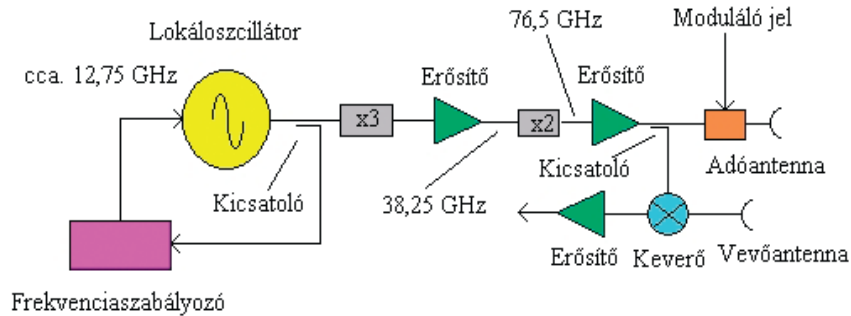 Lokáloszcillátor
cca. 12,75 GHz
76,5 GHz
Moduláló jel
Erősítő
Erősítő
x3
x2
Kicsatoló
38,25 GHz
Kicsatoló
Adóantenna
Erősítő
Keverő
Vevőantenna
Frekvenciaszabályozó